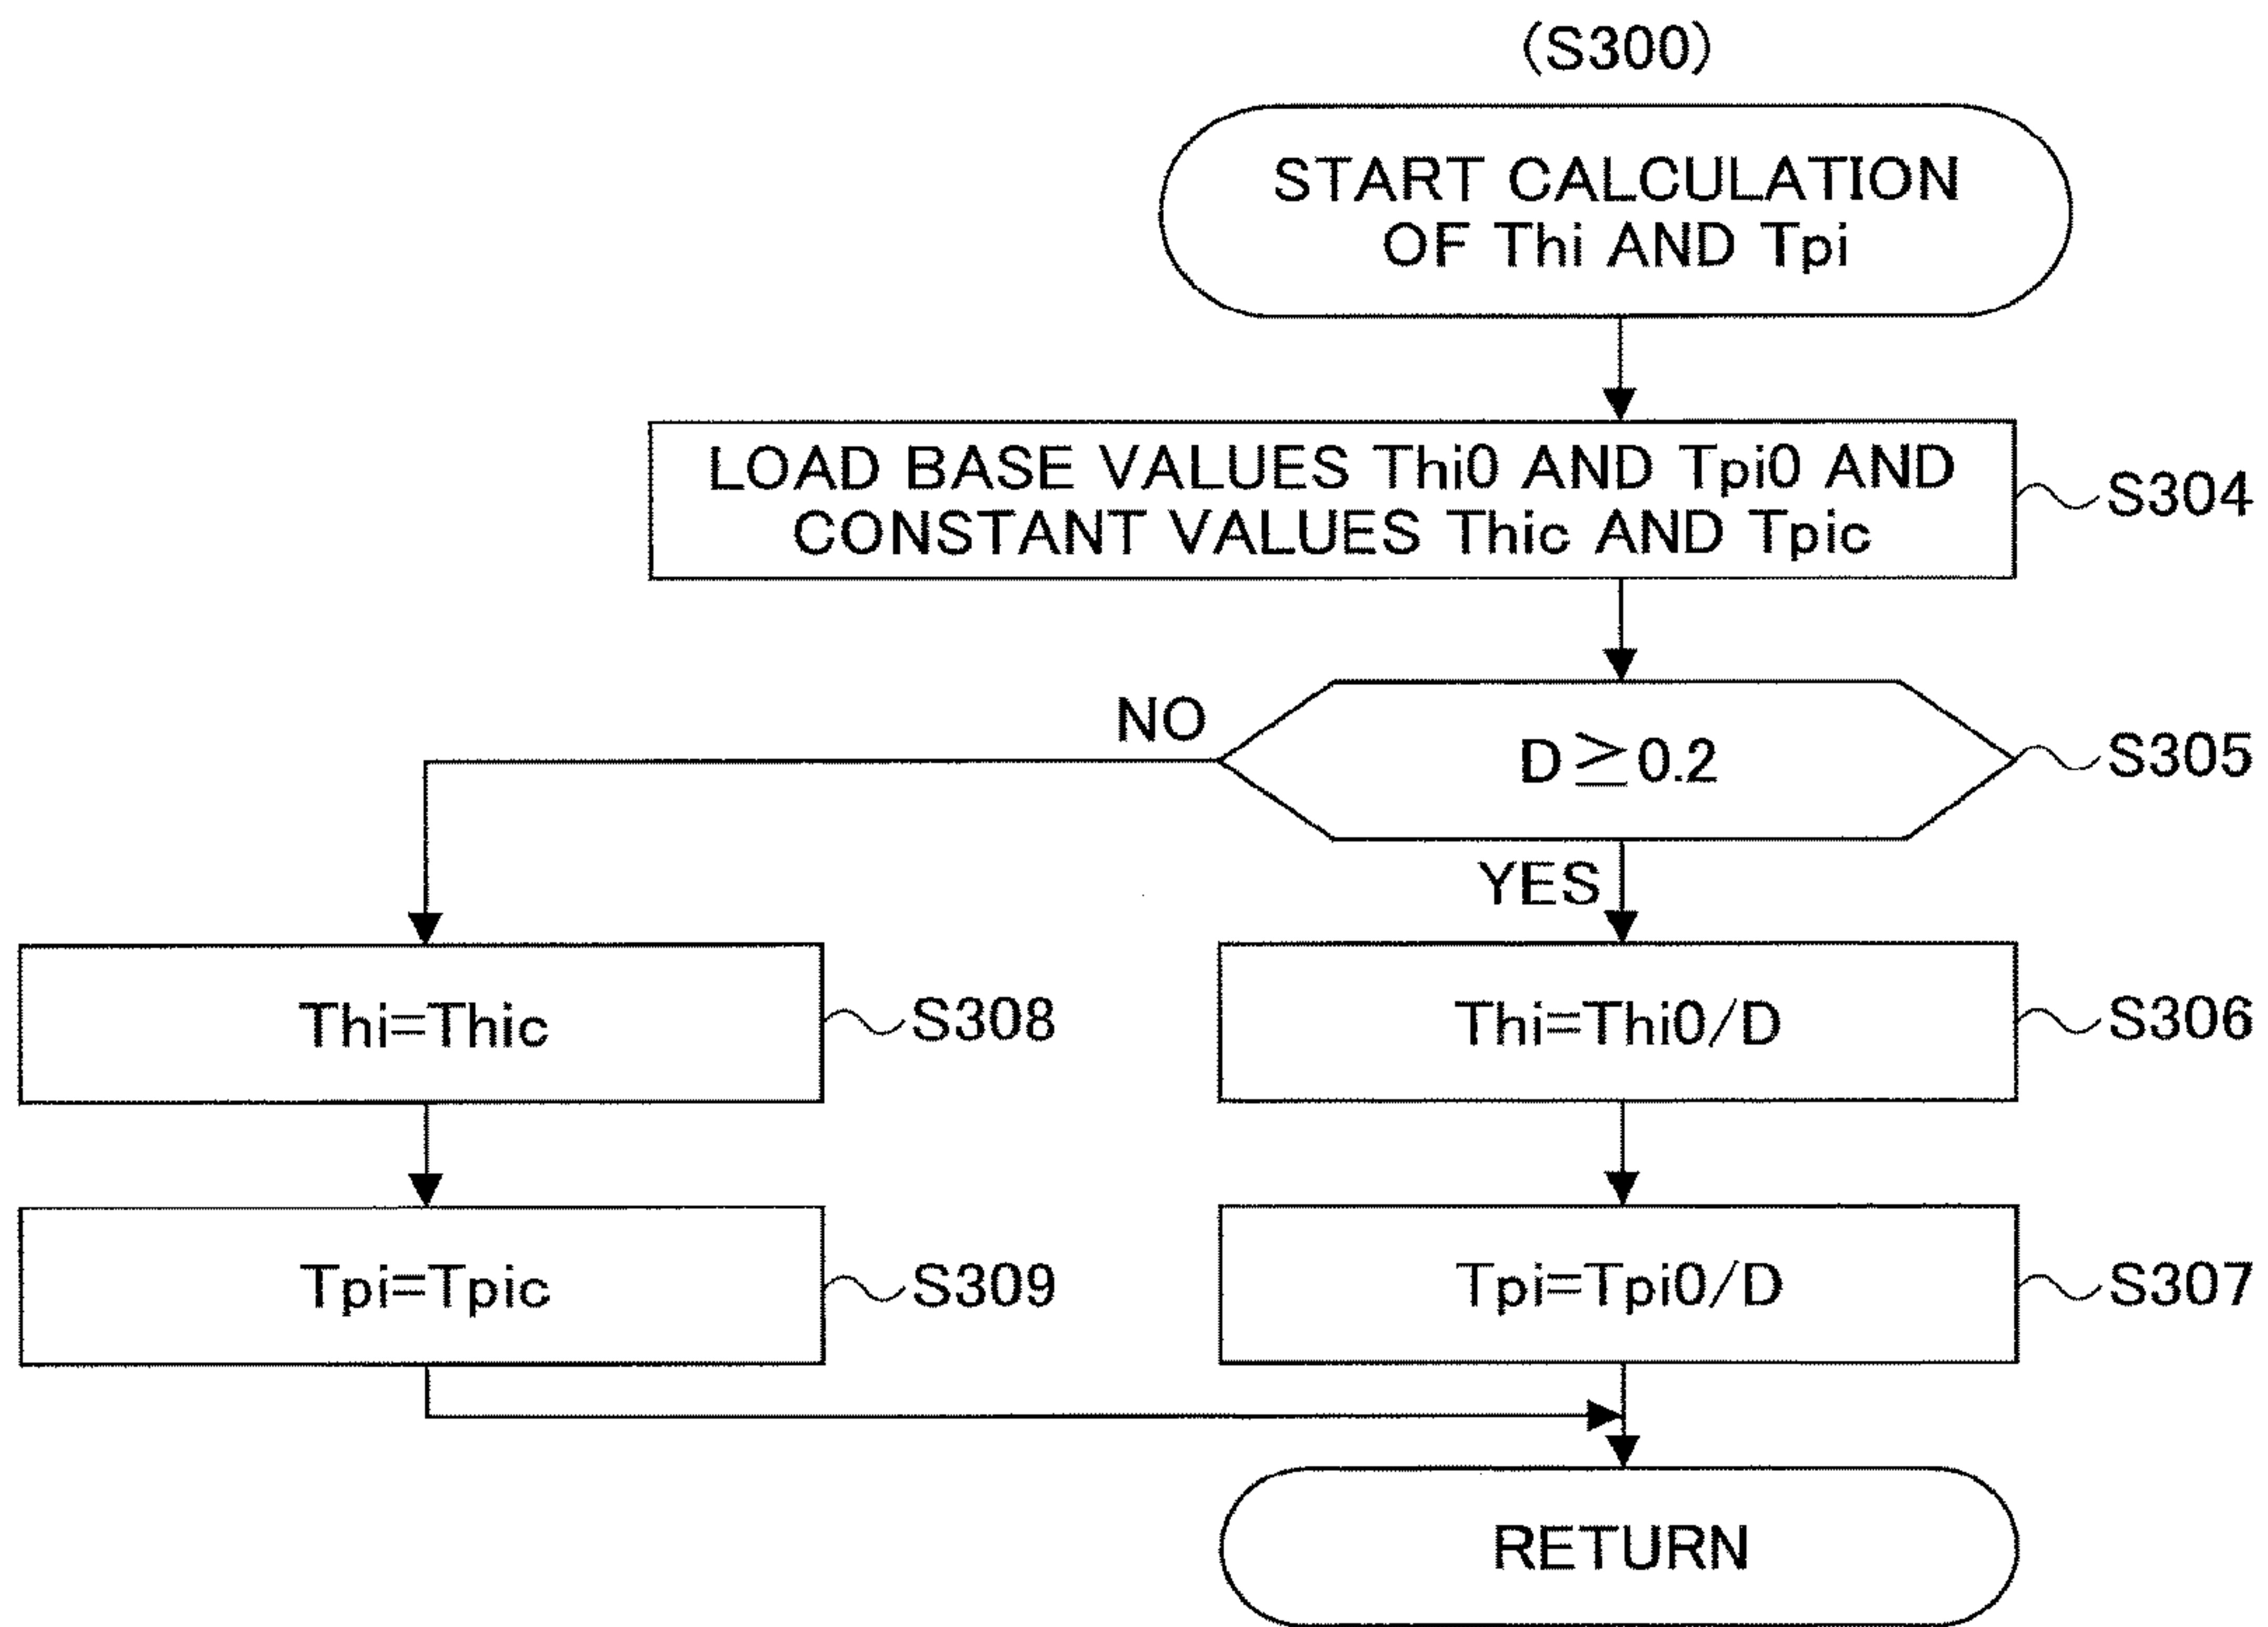 (S300)
START CALCULATION
OF Thi AND Tpi
LOAD BASE VALUES Thi0 AND Tpi0 AND
CONSTANT VALUES Thic AND Tpic
S304
NO
D≧0.2
S305
YES
Thi=Thic
S308
Thi=Thi0/D
S306
Tpi=Tpic
S309
Tpi=Tpi0/D
S307
RETURN